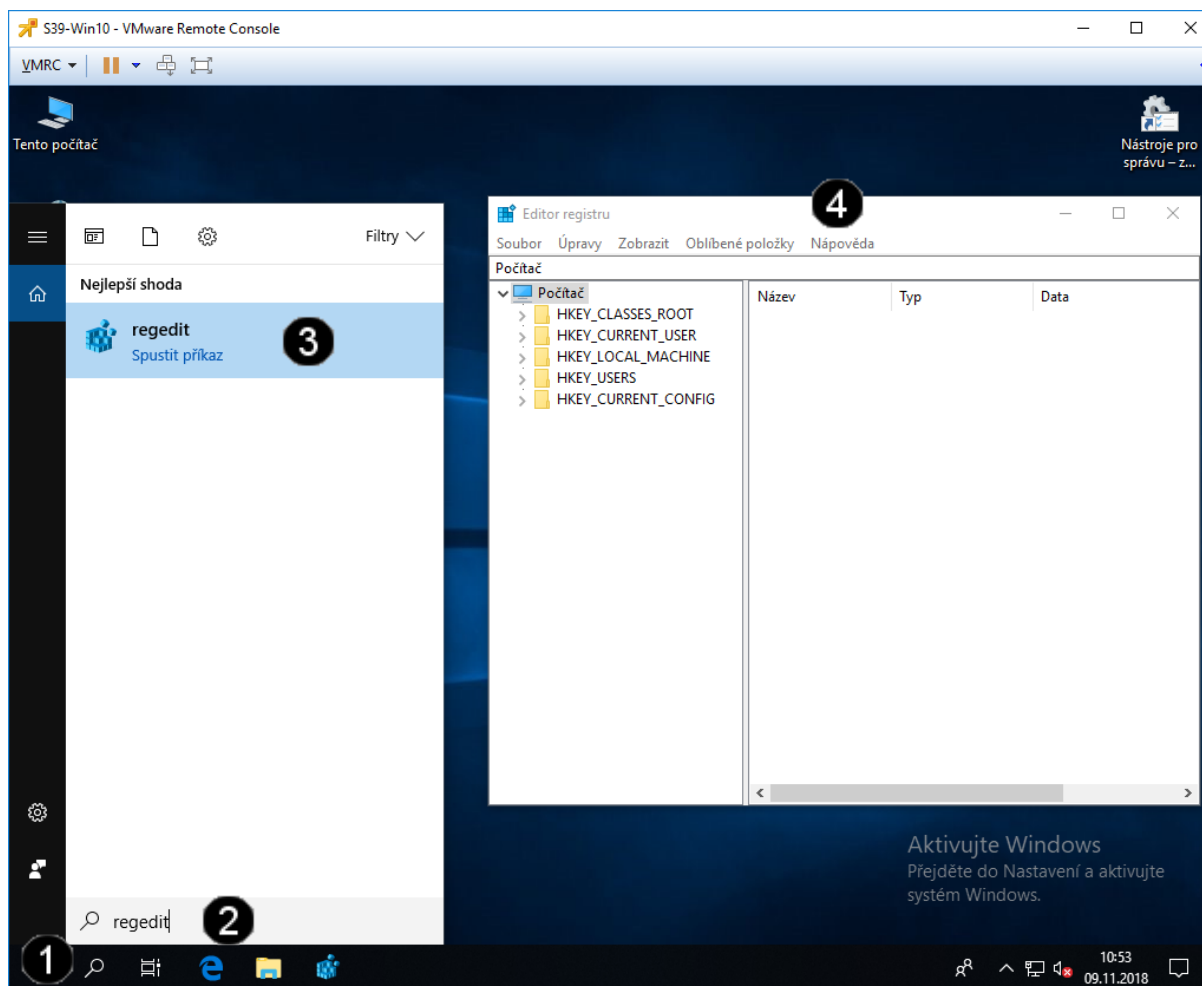 S39-Win10 - VMware Remote Console
VMRC
Tento počítač
Nástroje pro
správu – z...
Filtry
Nejlepší shoda
regedit
Spustit příkaz
3
Editor registru
4
Soubor Úpravy Zobrazit Oblíbené položky Nápověda
Počítač
Počítač
HKEY_CLASSES_ROOT
HKEY_CURRENT_USER
HKEY_LOCAL_MACHINE
HKEY_USERS
HKEY_CURRENT_CONFIG
Název Typ Data
Aktivujte Windows
Přejděte do Nastavení a aktivujte
systém Windows.
regedit
2
1
10:53
09.11.2018